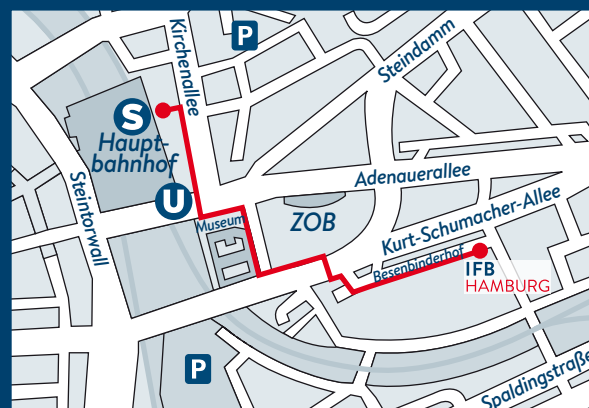 P
Kirchenallee
Steindamm
S
Haupt-
bahnhof
U
Steintorwall
Adenauerallee
Museum
ZOB
Kurt-Schumacher-Allee
Besenbinderhof
IFB
HAMBURG
P
Spaldingstraße